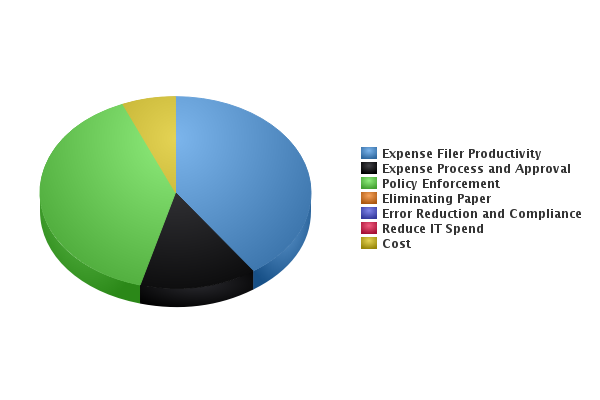 Expense Filer Productivity
Expense Process and Approval
Policy Enforcement
Eliminating Paper
Error Reduction and Compliance
Reduce IT Spend
Cost